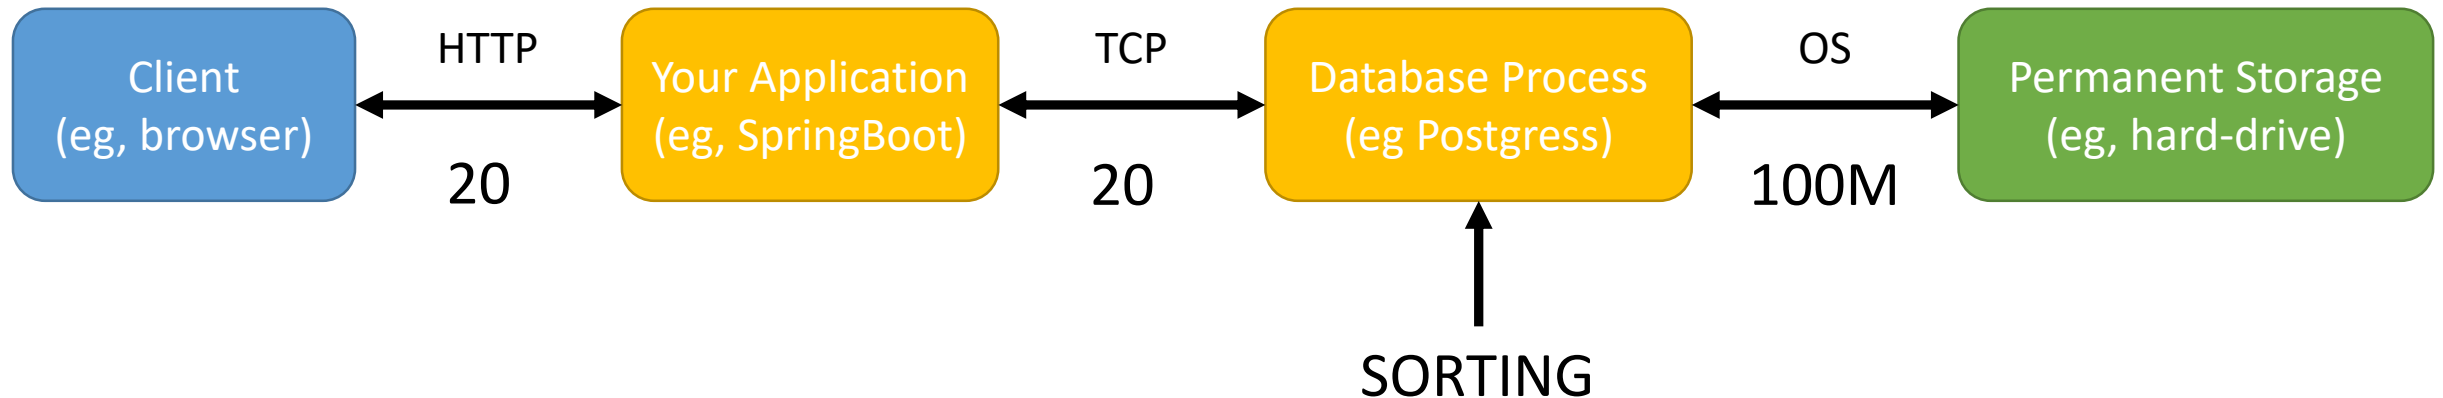 Client
(eg, browser)
HTTP
20
Your Application
(eg, SpringBoot)
TCP
20
Database Process
(eg Postgress)
SORTING
OS
100M
Permanent Storage
(eg, hard-drive)